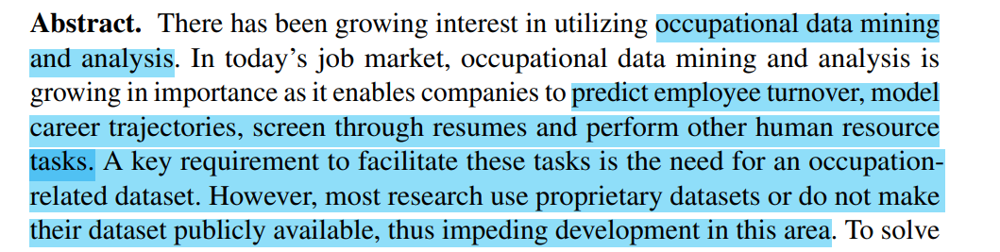 Abstract. There has been growing interest in utilizing occupational data mining
and analysis. In today's job market, occupational data mining and analysis is
growing in importance as it enables companies to predict employee turnover, model
career trajectories, screen through resumes and perform other human resource
tasks. A key requirement to facilitate these tasks is the need for an occupation-
related dataset. However, most research use proprietary datasets or do not make
their dataset publicly available, thus impeding development in this area. To solve